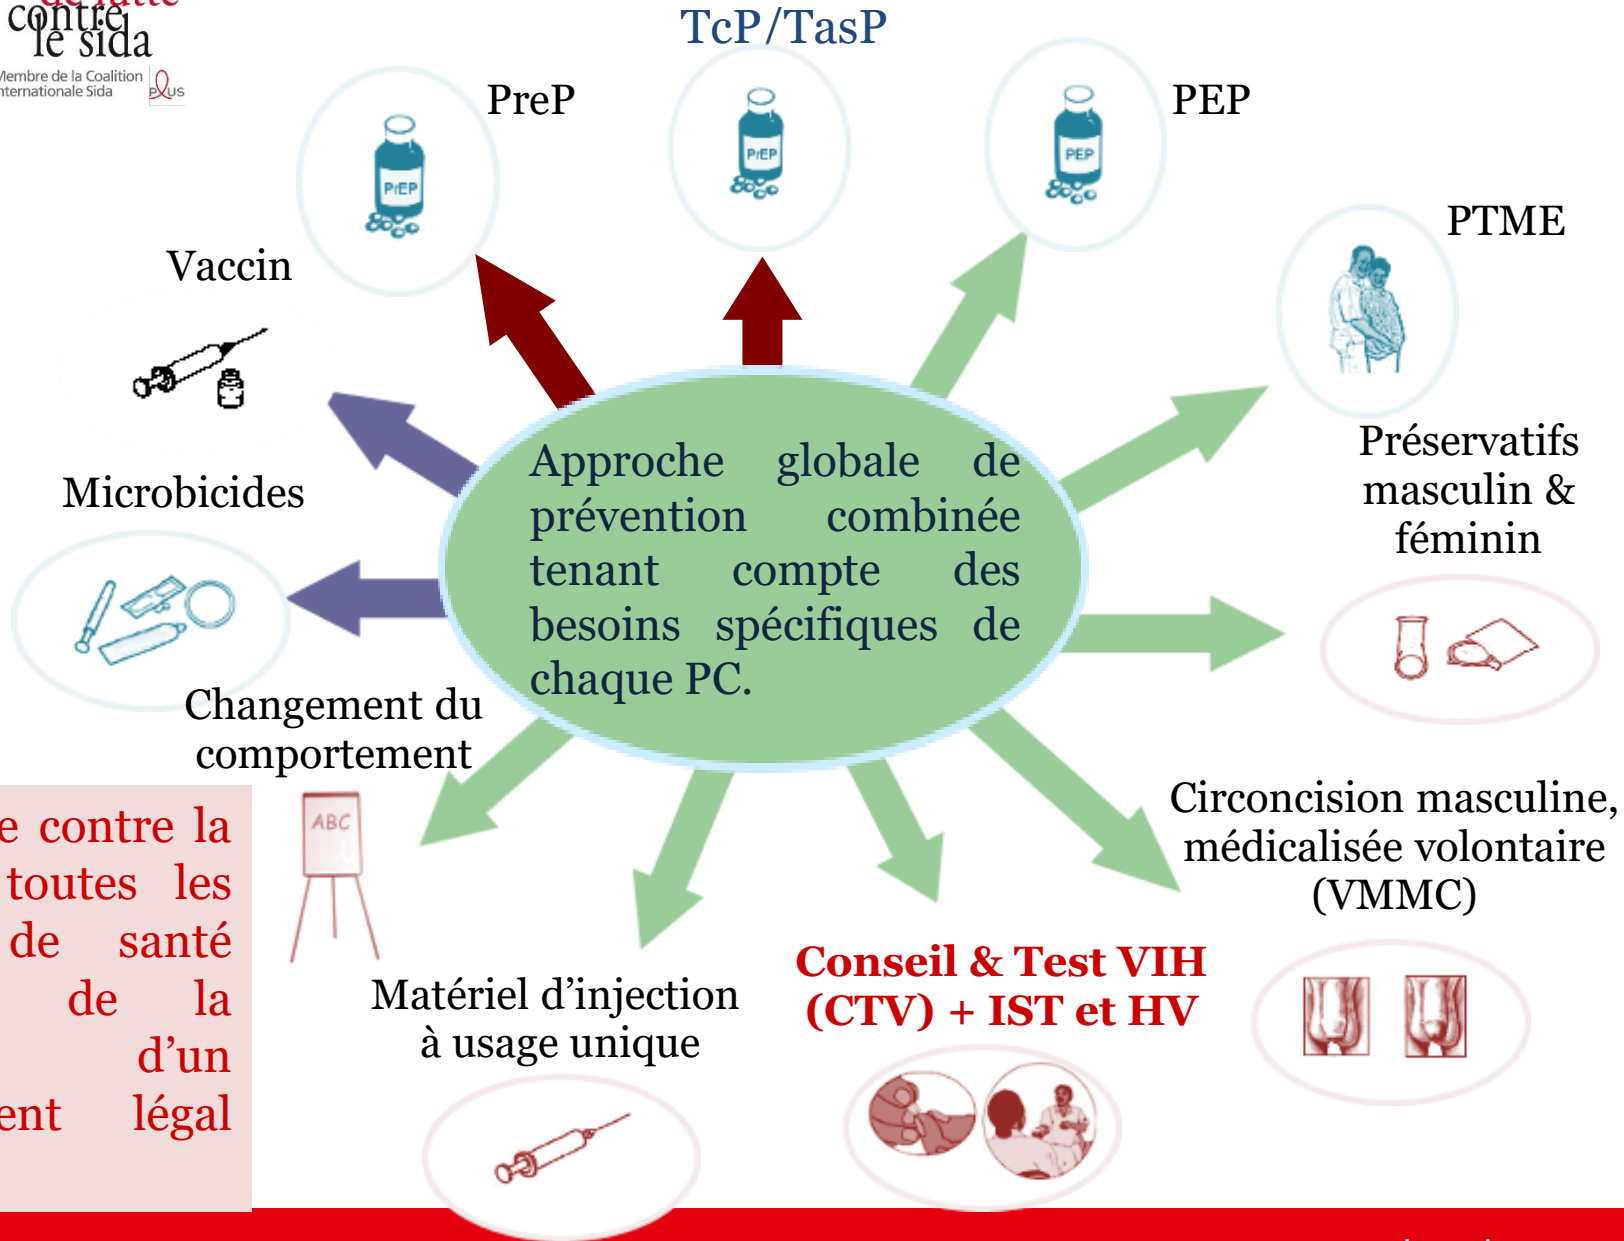 de lutte
contre
le sida
Membre de la Coalition
Internationale Sida PLUS
TcP/TasP
PreP
PEP
PrEP
PrEP
PEP
PTME
Vaccin
Préservatifs
masculin &
féminin
Microbicides
Approche globale de
prévention combinée
tenant compte des
besoins spécifiques de
chaque PC.
Changement du
comportement
ABC
Circoncision masculine,
médicalisée volontaire
(VMMC)
contre la
toutes les
de santé
de la
d'un
légal
Matériel d'injection
à usage unique
Conseil & Test VIH
(CTV) + IST et HV